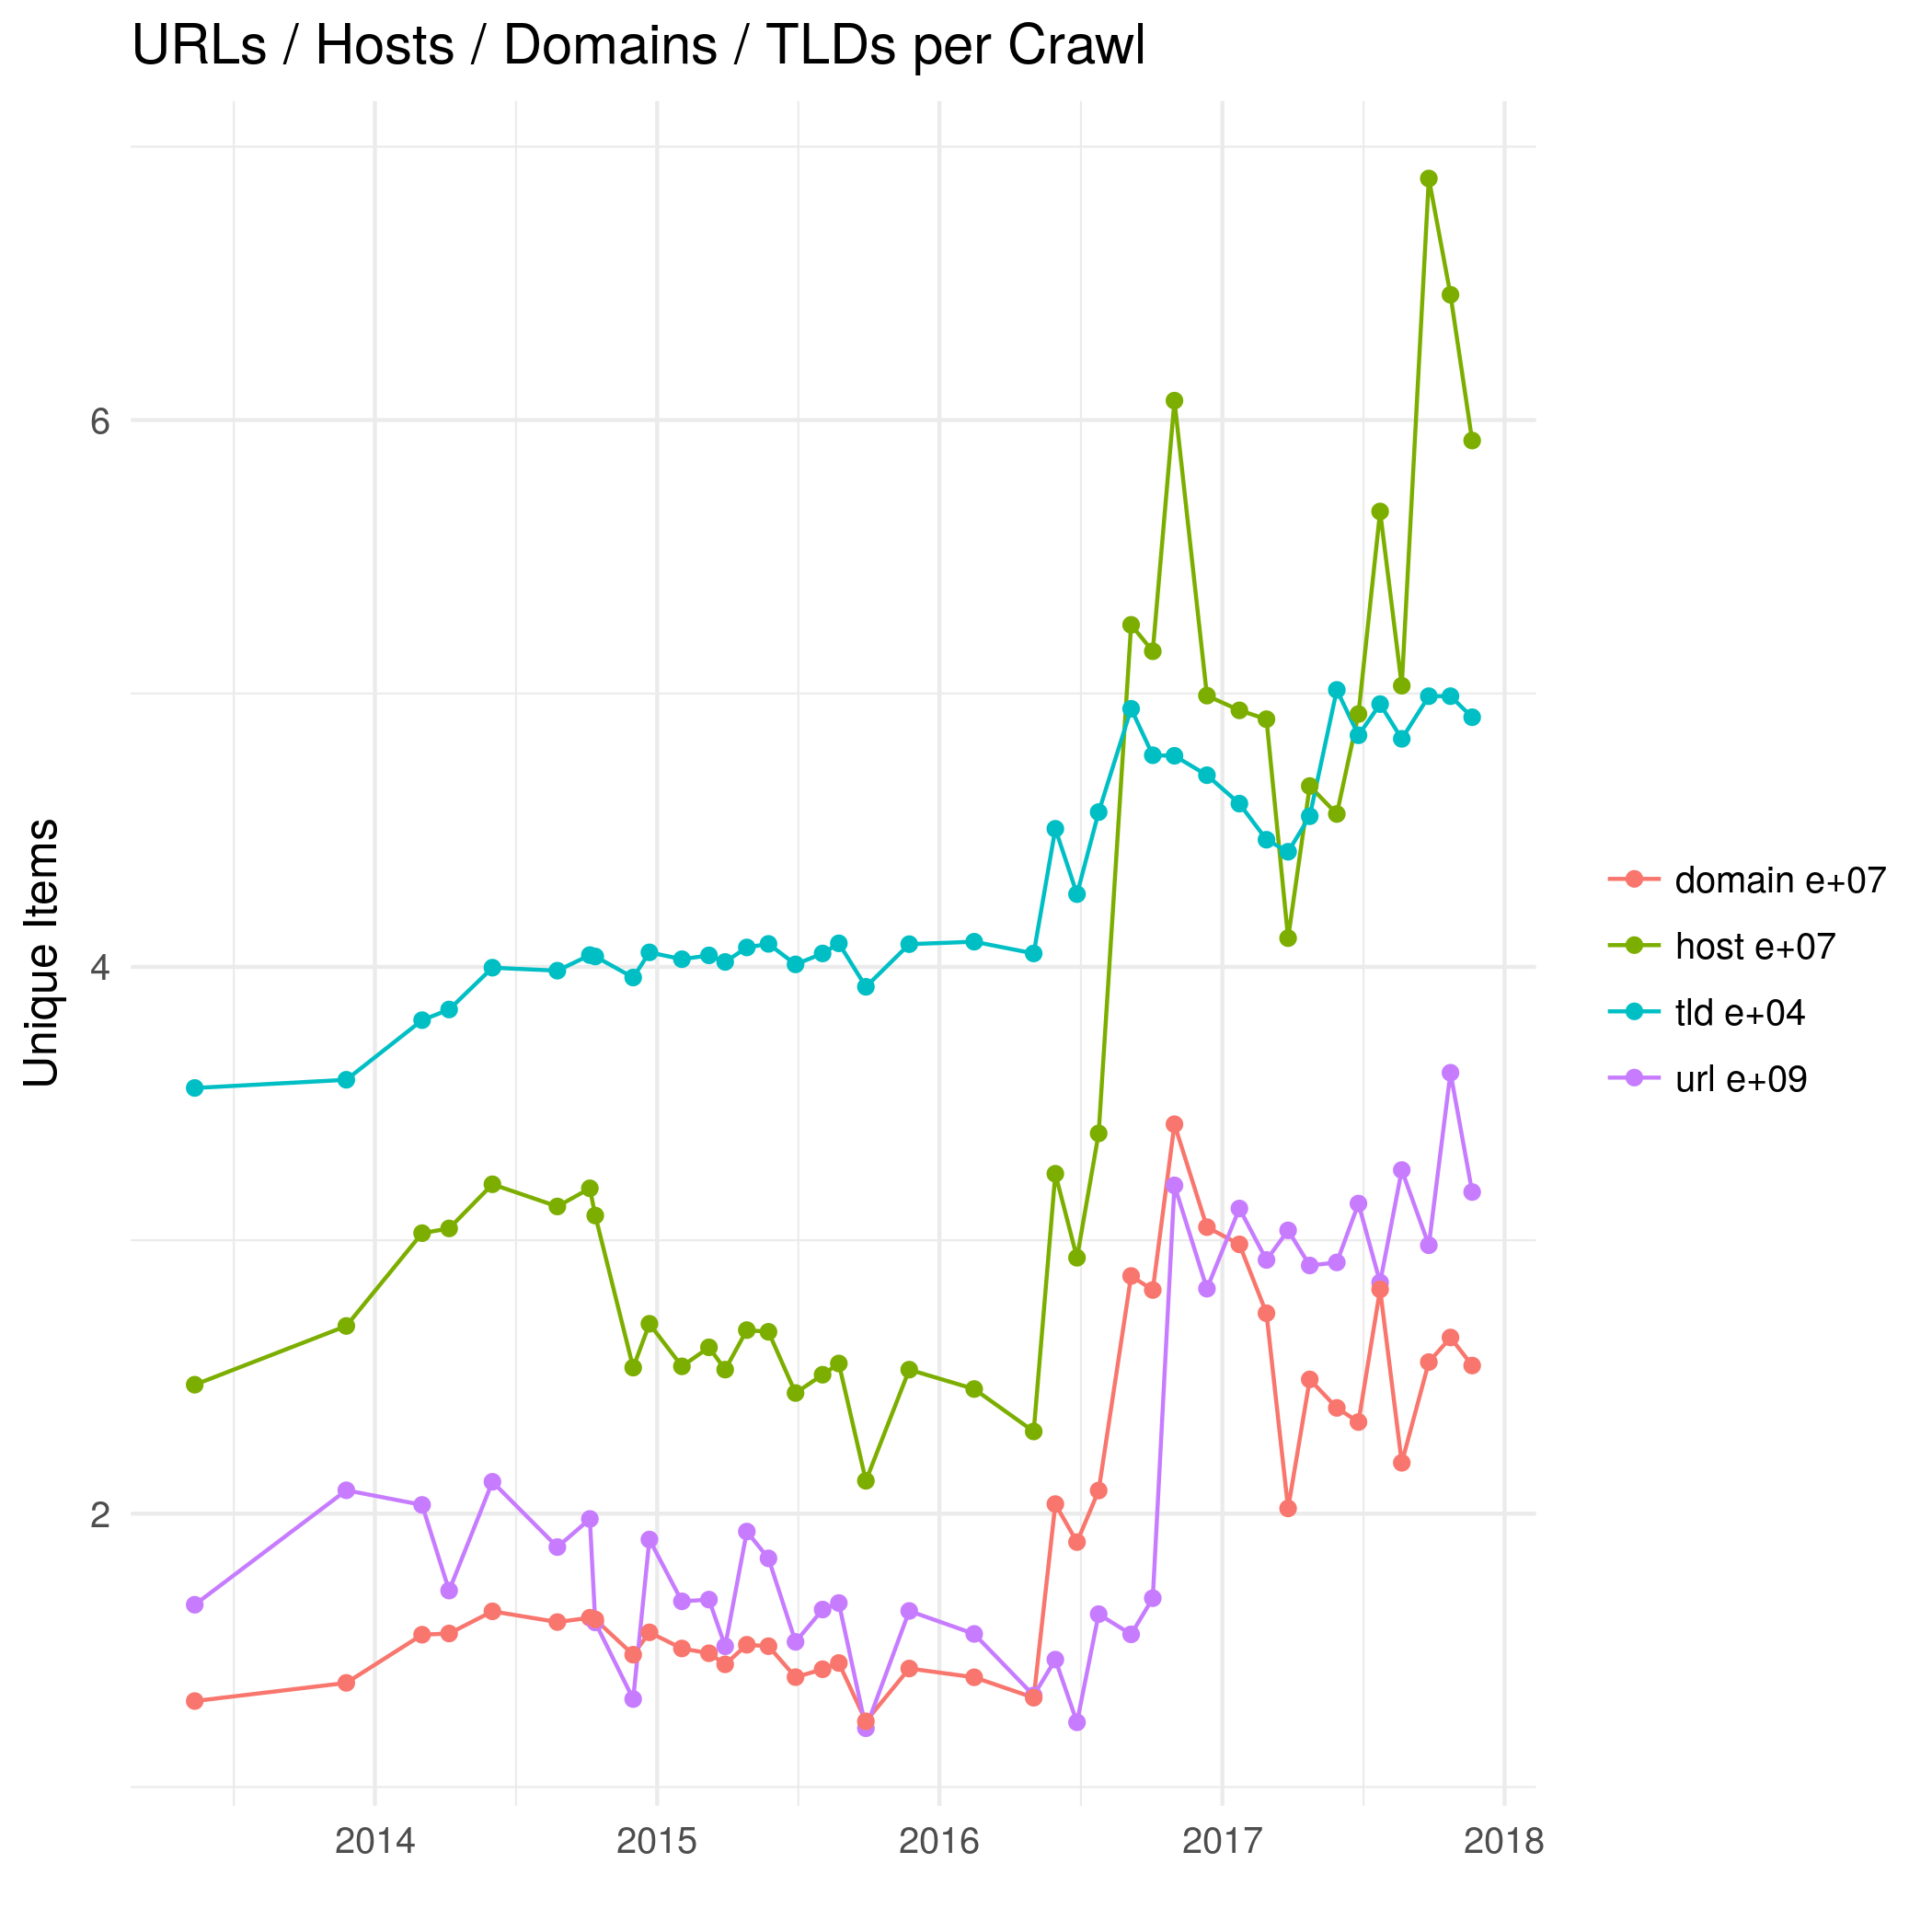 URLs / Hosts / Domains / TLDs per Crawl
Unique Items
6
4
2
2014
2015
2016
2017
2018
domain e+07
host e+07
tld e+04
url e+09